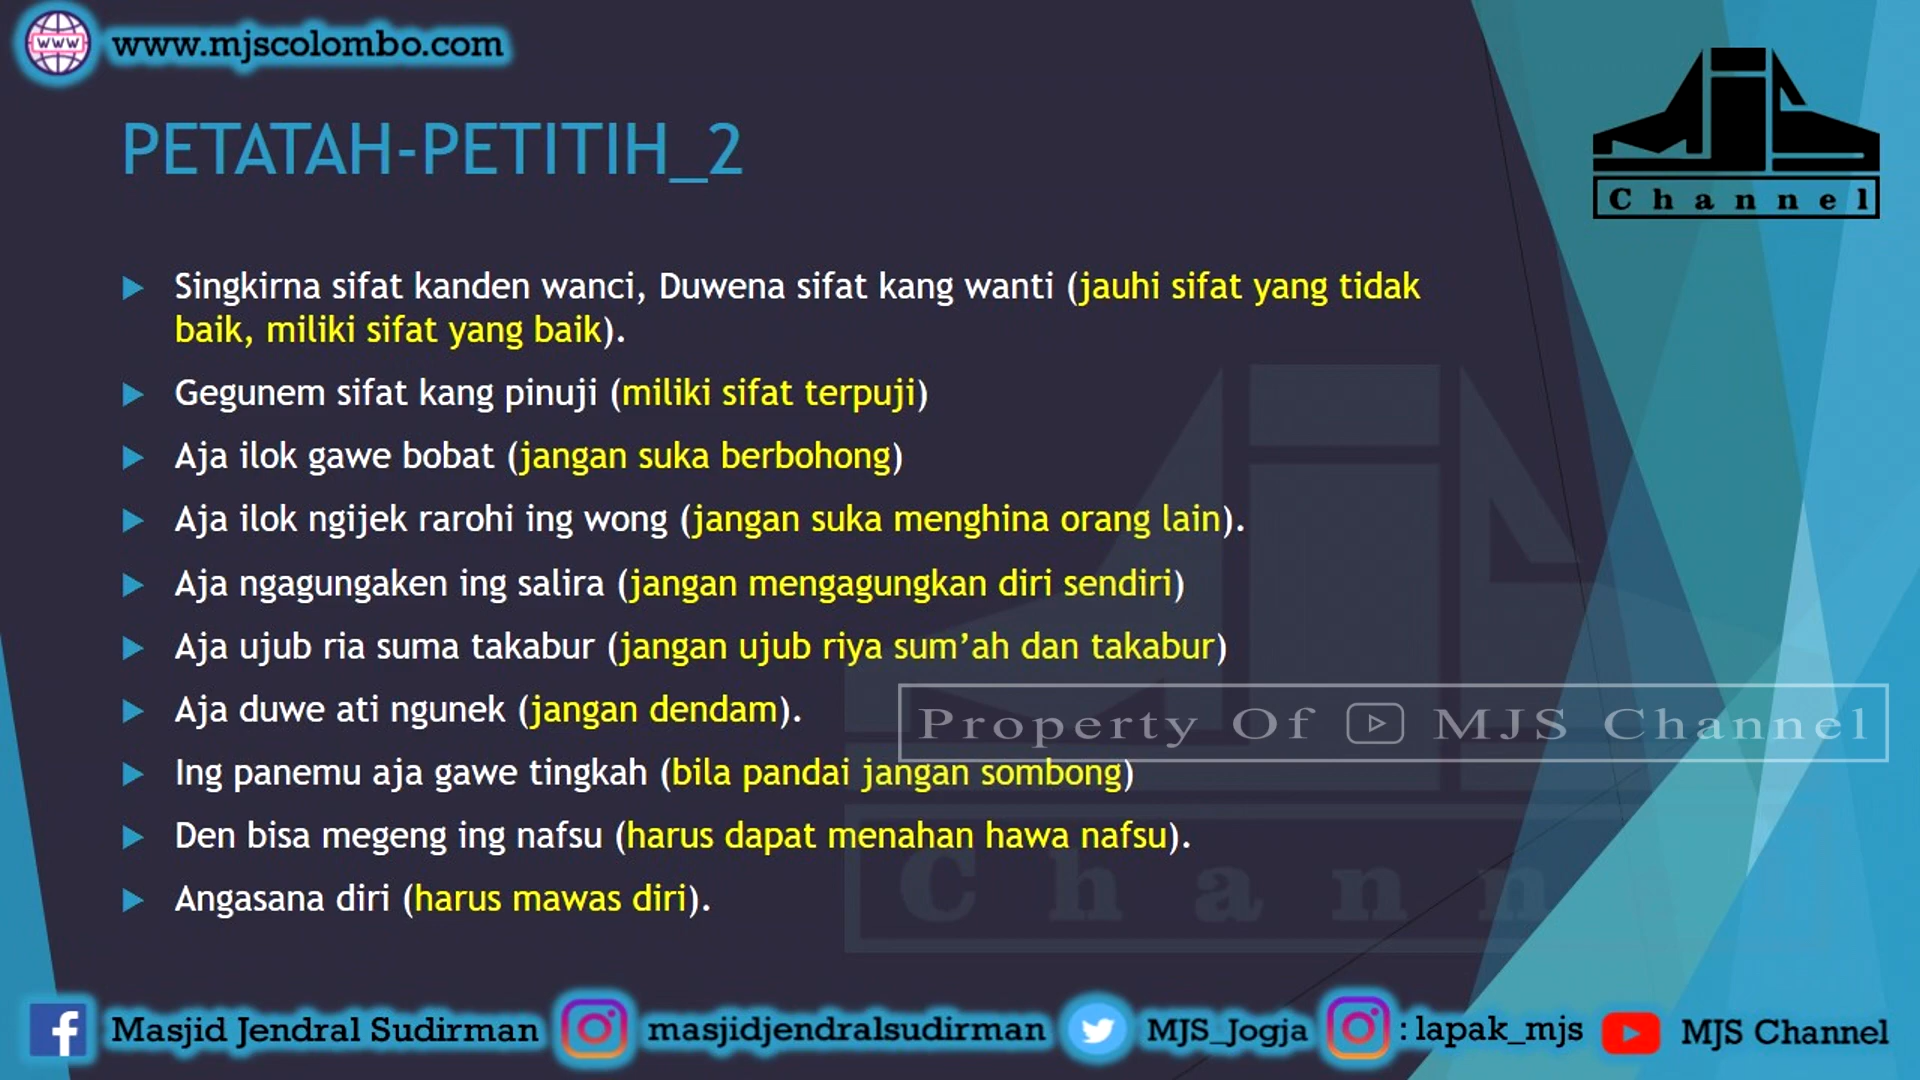 www.mjscolombo.com
PETATAH-PETITIH_2
Channel
Singkirna sifat kanden wanci, Duwena sifat kang wanti (jauhi sifat yang tidak
baik, miliki sifat yang baik).
Gegunem sifat kang pinuji (miliki sifat terpuji)
Aja ilok gawe bobat (jangan suka berbohong)
Aja ilok ngijek rarohi ing wong (jangan suka menghina orang lain).
Aja ngagungaken ing salira (jangan mengagungkan diri sendiri)
Aja ujub ria suma takabur (jangan ujub riya sum’ah dan takabur)
Aja duwe ati ngunek (jangan dendam).
Property Of MJS Channel
Ing panemu aja gawe tingkah (bila pandai jangan sombong)
Den bisa megeng ing nafsu (harus dapat menahan hawa nafsu).
Angasana diri (harus mawas diri).
Chann
Masjid Jendral Sudirman masjidjendralsudirman MJS_Jogja : lapak_mjs MJS Channel